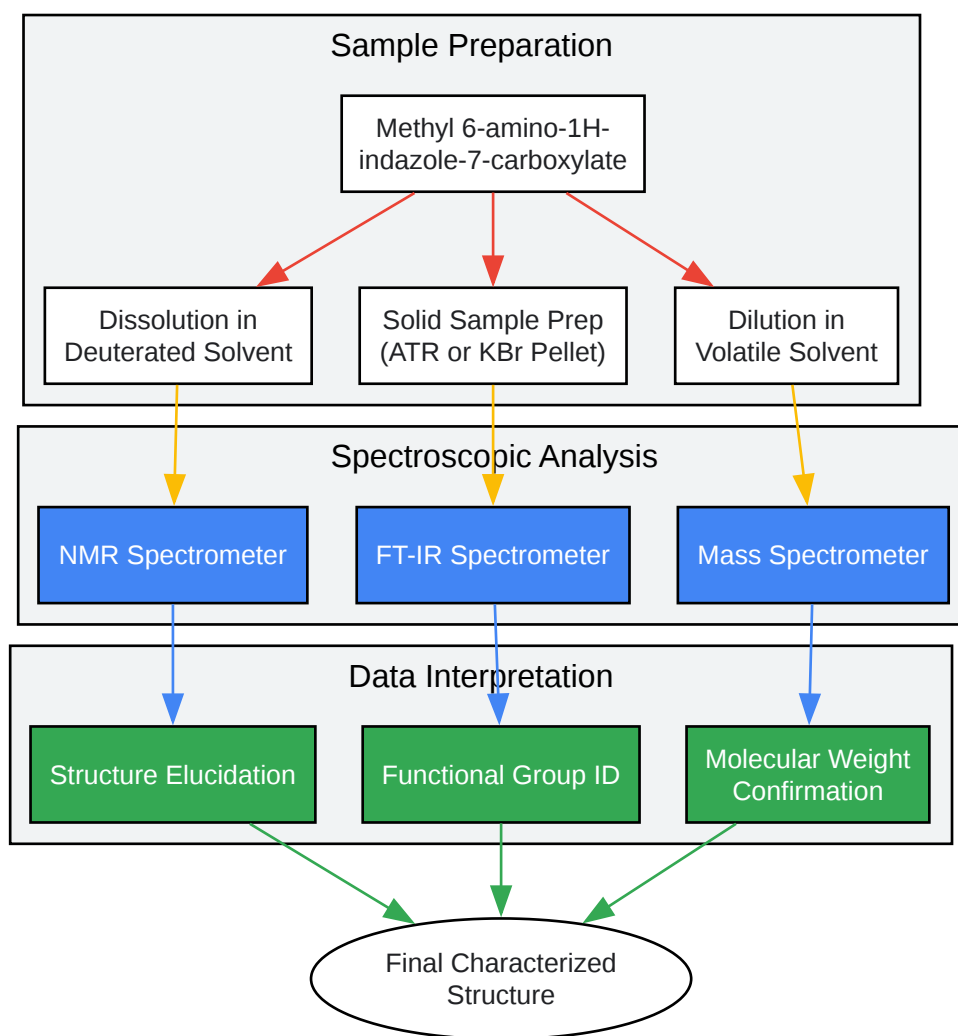 Sample Preparation
Methyl 6-amino-1H-
indazole-7-carboxylate
Dissolution in
Deuterated Solvent
Solid Sample Prep
(ATR or KBr Pellet)
Dilution in
Volatile Solvent
Spectroscopic Analysis
NMR Spectrometer
FT-IR Spectrometer
Mass Spectrometer
Data Interpretation
Structure Elucidation
Functional Group ID
Molecular Weight
Confirmation
Final Characterized
Structure